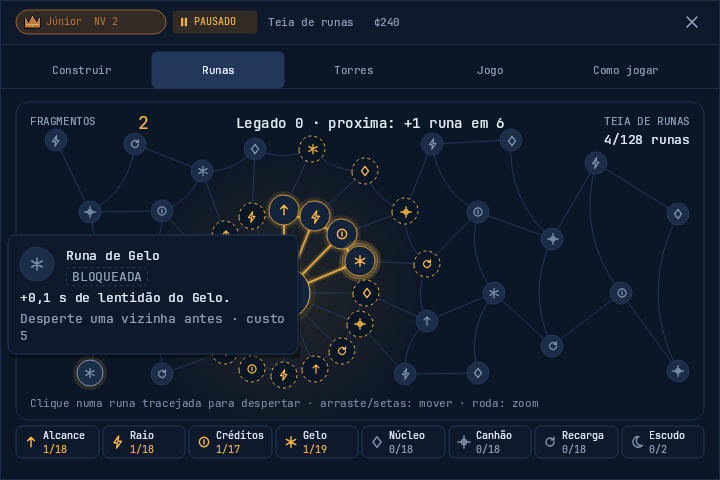 Júnior NV 2
PAUSADO
Teia de runas $240
Construir Runas Torres Jogo Como jogar
FRAGMENTOS 2
Legado 0 · proxima: +1 runa em 6
TEIA DE RUNAS
4/128 runas
Runa de Gelo
BLOQUEADA
+0,1 s de lentidão do Gelo.
Desperte uma vizinha antes · custo
5
Clique numa runa tracejada para despertar · arraste/setas: mover · roda: zoom
Alcance 1/18
Raio 1/18
Créditos 1/17
Gelo 1/19
Núcleo 0/18
Canhão 0/18
Recarga 0/18
Escudo 0/2